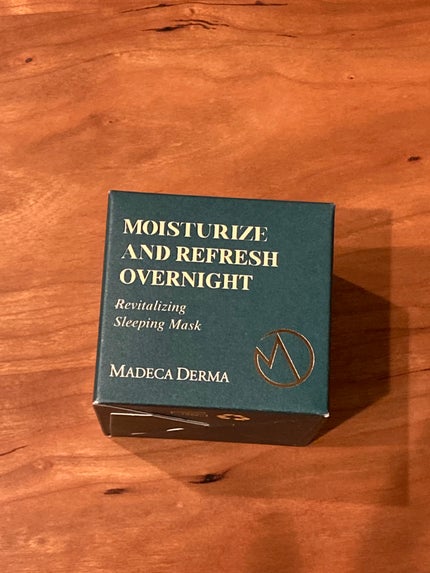 MOISTURIZE
AND REFRESH
OVERNIGHT
Revitalizing
Sleeping Mask
MADECA DERMA